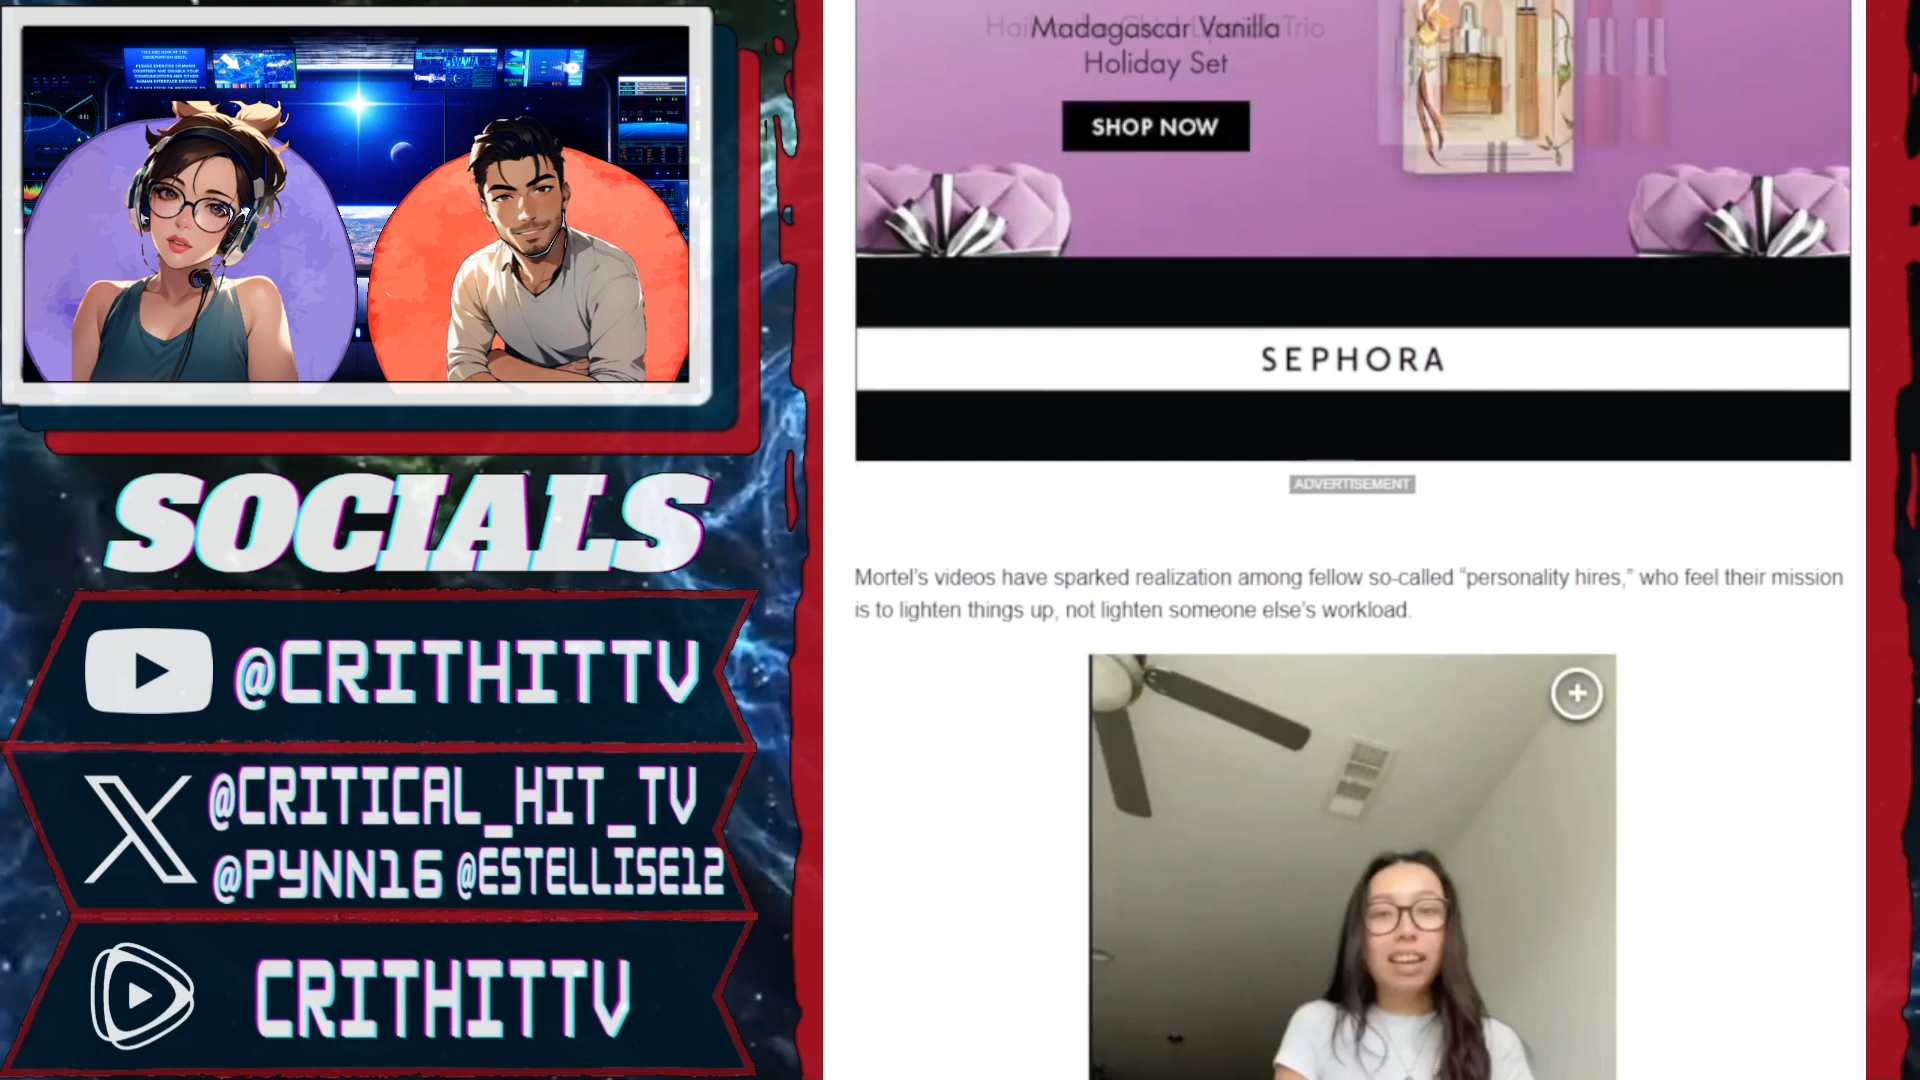 SOCIALS
@CRITHITTV
@CRITICAL_HIT_TV
@PYNN16 @ESTELLISE12
CRITHITTV
Madagascar Vanilla
Holiday Set
SHOP NOW
SEPHORA
ADVERTISEMENT
Mortel’s videos have sparked realization among fellow so-called “personality hires,” who feel their mission
is to lighten things up, not lighten someone else’s workload.